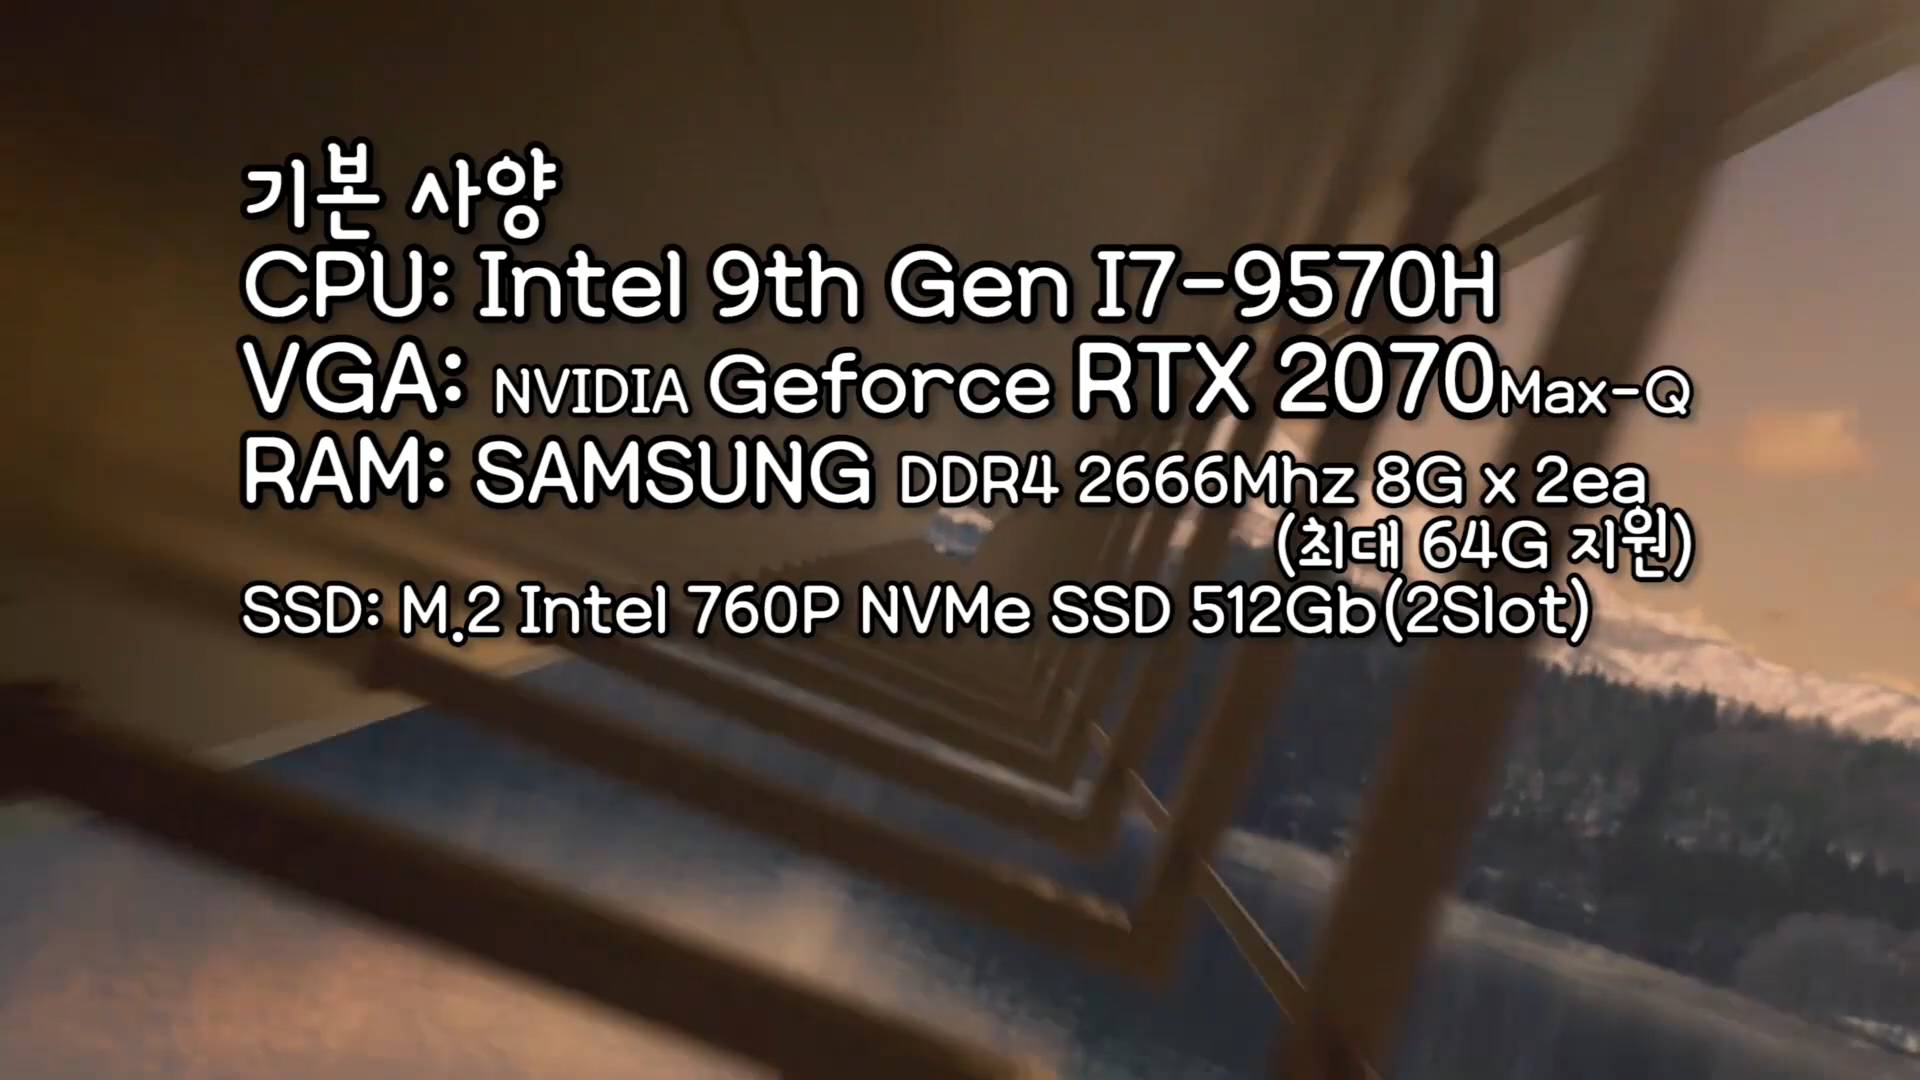 기본 사양
CPU: Intel 9th Gen I7-9570H
VGA: NVIDIA Geforce RTX 2070Max-Q
RAM: SAMSUNG DDR4 2666Mhz 8G x 2ea
(최대 64G 지원)
SSD: M.2 Intel 760P NVMe SSD 512Gb(2Slot)